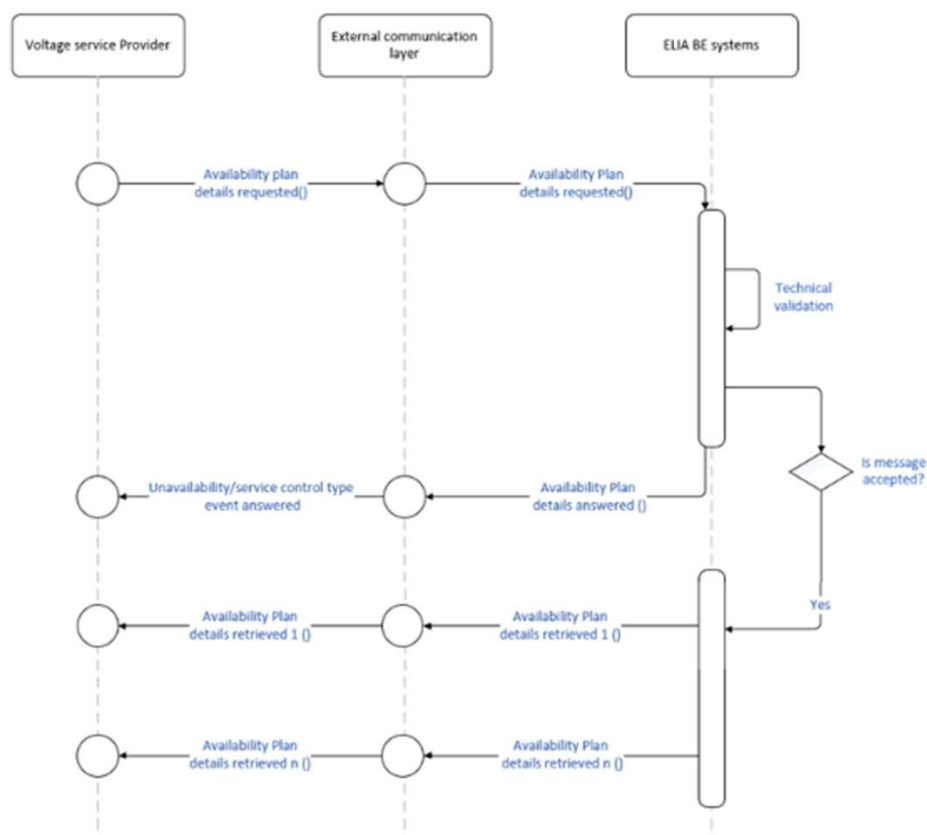 Voltage service Provider
External communication
layer
ELIA BE systems
Availability plan
details requested()
Availability Plan
details requested()
Technical
validation
Is message
accepted?
Unavailability/service control type
event answered
Availability Plan
details answered ()
Yes
Availability Plan
details retrieved 1 ()
Availability Plan
details retrieved 1 ()
Availability Plan
details retrieved n ()
Availability Plan
details retrieved n ()